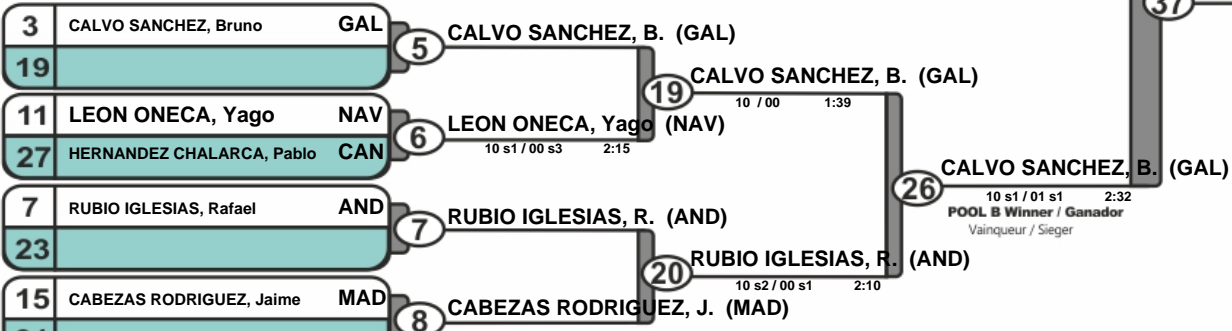 37
3 CALVO SANCHEZ, Bruno GAL
19
5
CALVO SANCHEZ, B. (GAL)
11 LEON ONECA, Yago NAV
27 HERNANDEZ CHALARCA, Pablo CAN
6
LEON ONECA, Yago (NAV)
10 s1 / 00 s3 2:15
19
CALVO SANCHEZ, B. (GAL)
10 / 00 1:39
7 RUBIO IGLESIAS, Rafael AND
23
7
RUBIO IGLESIAS, R. (AND)
15 CABEZAS RODRIGUEZ, Jaime MAD
8
CABEZAS RODRIGUEZ, J. (MAD)
20
RUBIO IGLESIAS, R. (AND)
10 s2 / 00 s1 2:10
26
CALVO SANCHEZ, B. (GAL)
10 s1 / 01 s1 2:32
POOL B Winner / Ganador
Vainqueur / Sieger